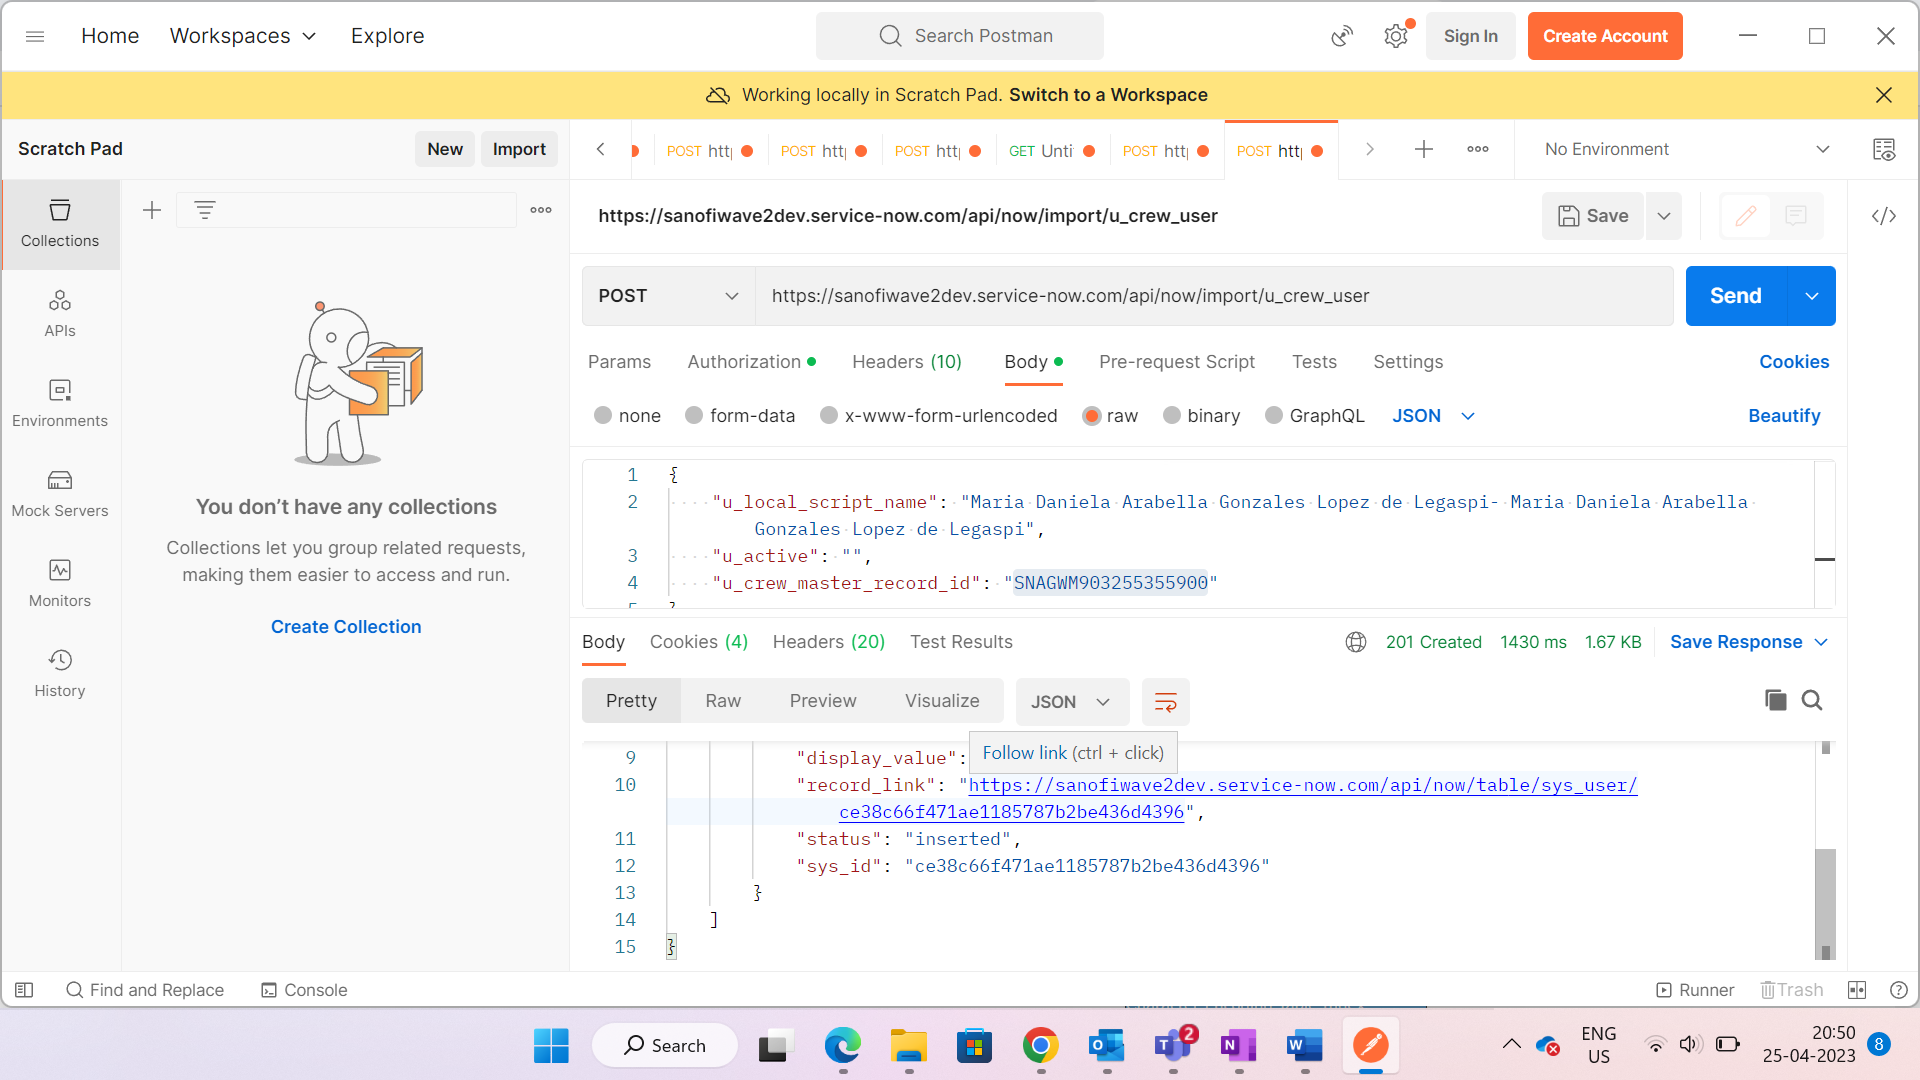 Home Workspaces Explore Search Postman Sign In Create Account
Working locally in Scratch Pad. Switch to a Workspace
Scratch Pad New Import POST http POST http POST http GET Unti POST http POST http No Environment
https://sanofiwave2dev.service-now.com/api/now/import/u_crew_user Save
Collections
POST https://sanofiwave2dev.service-now.com/api/now/import/u_crew_user Send
APIs
Params Authorization Headers (10) Body Pre-request Script Tests Settings Cookies
Environments
none form-data x-www-form-urlencoded raw binary GraphQL JSON Beautify
Mock Servers
You don’t have any collections
Collections let you group related requests,
making them easier to access and run.
Create Collection
Monitors
History
1 {
2 "u_local_script_name": "Maria Daniela Arabella Gonzales Lopez de Legaspi- Maria Daniela Arabella
Gonzales Lopez de Legaspi",
3 "u_active": "",
4 "u_crew_master_record_id": "SNAGWM903255355900"
5 }
Body Cookies (4) Headers (20) Test Results 201 Created 1430 ms 1.67 KB Save Response
Pretty Raw Preview Visualize JSON
Follow link (ctrl + click)
9 "display_value":
10 "record_link": "https://sanofiwave2dev.service-now.com/api/now/table/sys_user/
ce38c66f471ae1185787b2be436d4396",
11 "status": "inserted",
12 "sys_id": "ce38c66f471ae1185787b2be436d4396"
13 }
14 ]
15 }
Find and Replace Console Runner Trash
Search 2 ENG
US 20:50
25-04-2023 8